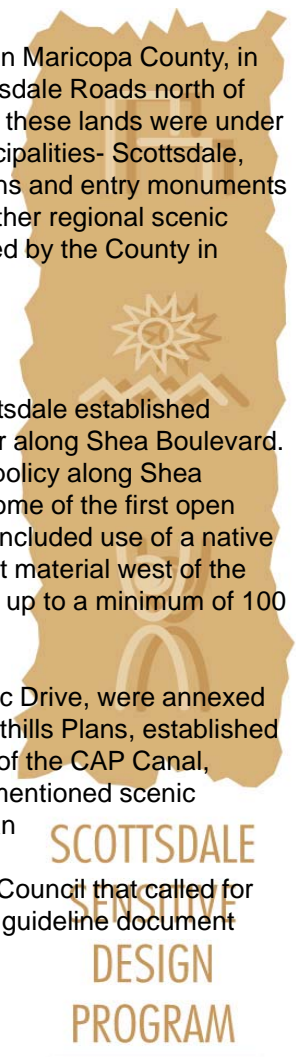 n Maricopa County, in
sdale Roads north of
these lands were under
cipalities- Scottsdale,
ns and entry monuments
ther regional scenic
ed by the County in
tsdale established
r along Shea Boulevard.
policy along Shea
ome of the first open
ncluded use of a native
t material west of the
up to a minimum of 100
c Drive, were annexed
thills Plans, established
of the CAP Canal,
mentioned scenic
n
Council that called for
guideline document
SCOTTSDALE
SENSITIVE
DESIGN
PROGRAM